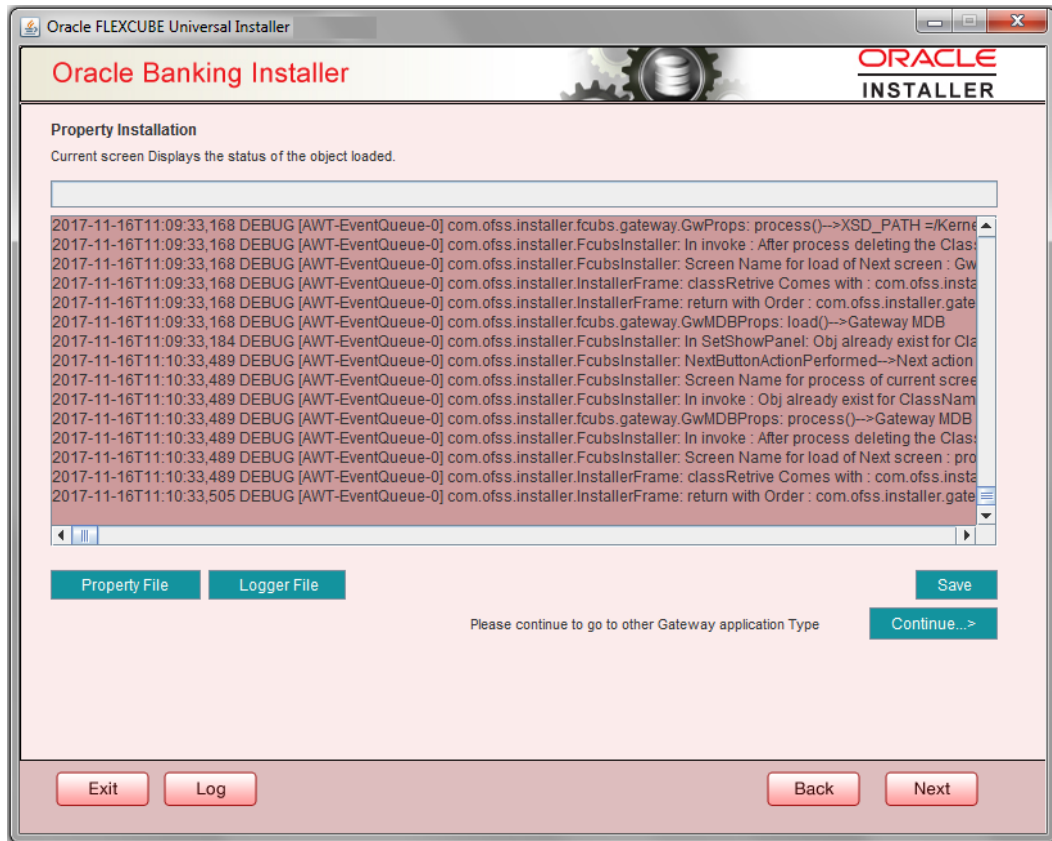 Oracle FLEXCUBE Universal Installer
Oracle Banking Installer
ORACLE
INSTALLER
Property Installation
Current screen Displays the status of the object loaded.
2017-11-16T11:09:33,168 DEBUG [AWT-EventQueue-0] com.ofss.installer.fcubs.gateway.GwProps: process()-->XSD_PATH =/Kerne
2017-11-16T11:09:33,168 DEBUG [AWT-EventQueue-0] com.ofss.installer.FcubsInstaller: In invoke : After process deleting the Clas
2017-11-16T11:09:33,168 DEBUG [AWT-EventQueue-0] com.ofss.installer.FcubsInstaller: Screen Name for load of Next screen : Gw
2017-11-16T11:09:33,168 DEBUG [AWT-EventQueue-0] com.ofss.installer.InstallerFrame: classRetrive Comes with : com.ofss.insta
2017-11-16T11:09:33,168 DEBUG [AWT-EventQueue-0] com.ofss.installer.InstallerFrame: return with Order : com.ofss.installer.gate
2017-11-16T11:09:33,168 DEBUG [AWT-EventQueue-0] com.ofss.installer.fcubs.gateway.GwMDBProps: load()-->Gateway MDB
2017-11-16T11:09:33,184 DEBUG [AWT-EventQueue-0] com.ofss.installer.FcubsInstaller: In SetShowPanel: Obj already exist for Cla
2017-11-16T11:10:33,489 DEBUG [AWT-EventQueue-0] com.ofss.installer.FcubsInstaller: NextButtonActionPerformed-->Next action
2017-11-16T11:10:33,489 DEBUG [AWT-EventQueue-0] com.ofss.installer.FcubsInstaller: Screen Name for process of current scree
2017-11-16T11:10:33,489 DEBUG [AWT-EventQueue-0] com.ofss.installer.FcubsInstaller: In invoke : Obj already exist for ClassNam
2017-11-16T11:10:33,489 DEBUG [AWT-EventQueue-0] com.ofss.installer.fcubs.gateway.GwMDBProps: process()-->Gateway MDB
2017-11-16T11:10:33,489 DEBUG [AWT-EventQueue-0] com.ofss.installer.FcubsInstaller: In invoke : After process deleting the Clas
2017-11-16T11:10:33,489 DEBUG [AWT-EventQueue-0] com.ofss.installer.FcubsInstaller: Screen Name for load of Next screen : pro
2017-11-16T11:10:33,489 DEBUG [AWT-EventQueue-0] com.ofss.installer.InstallerFrame: classRetrive Comes with : com.ofss.insta
2017-11-16T11:10:33,505 DEBUG [AWT-EventQueue-0] com.ofss.installer.InstallerFrame: return with Order : com.ofss.installer.gate
Property File Logger File Save
Please continue to go to other Gateway application Type Continue...>
Exit Log Back Next